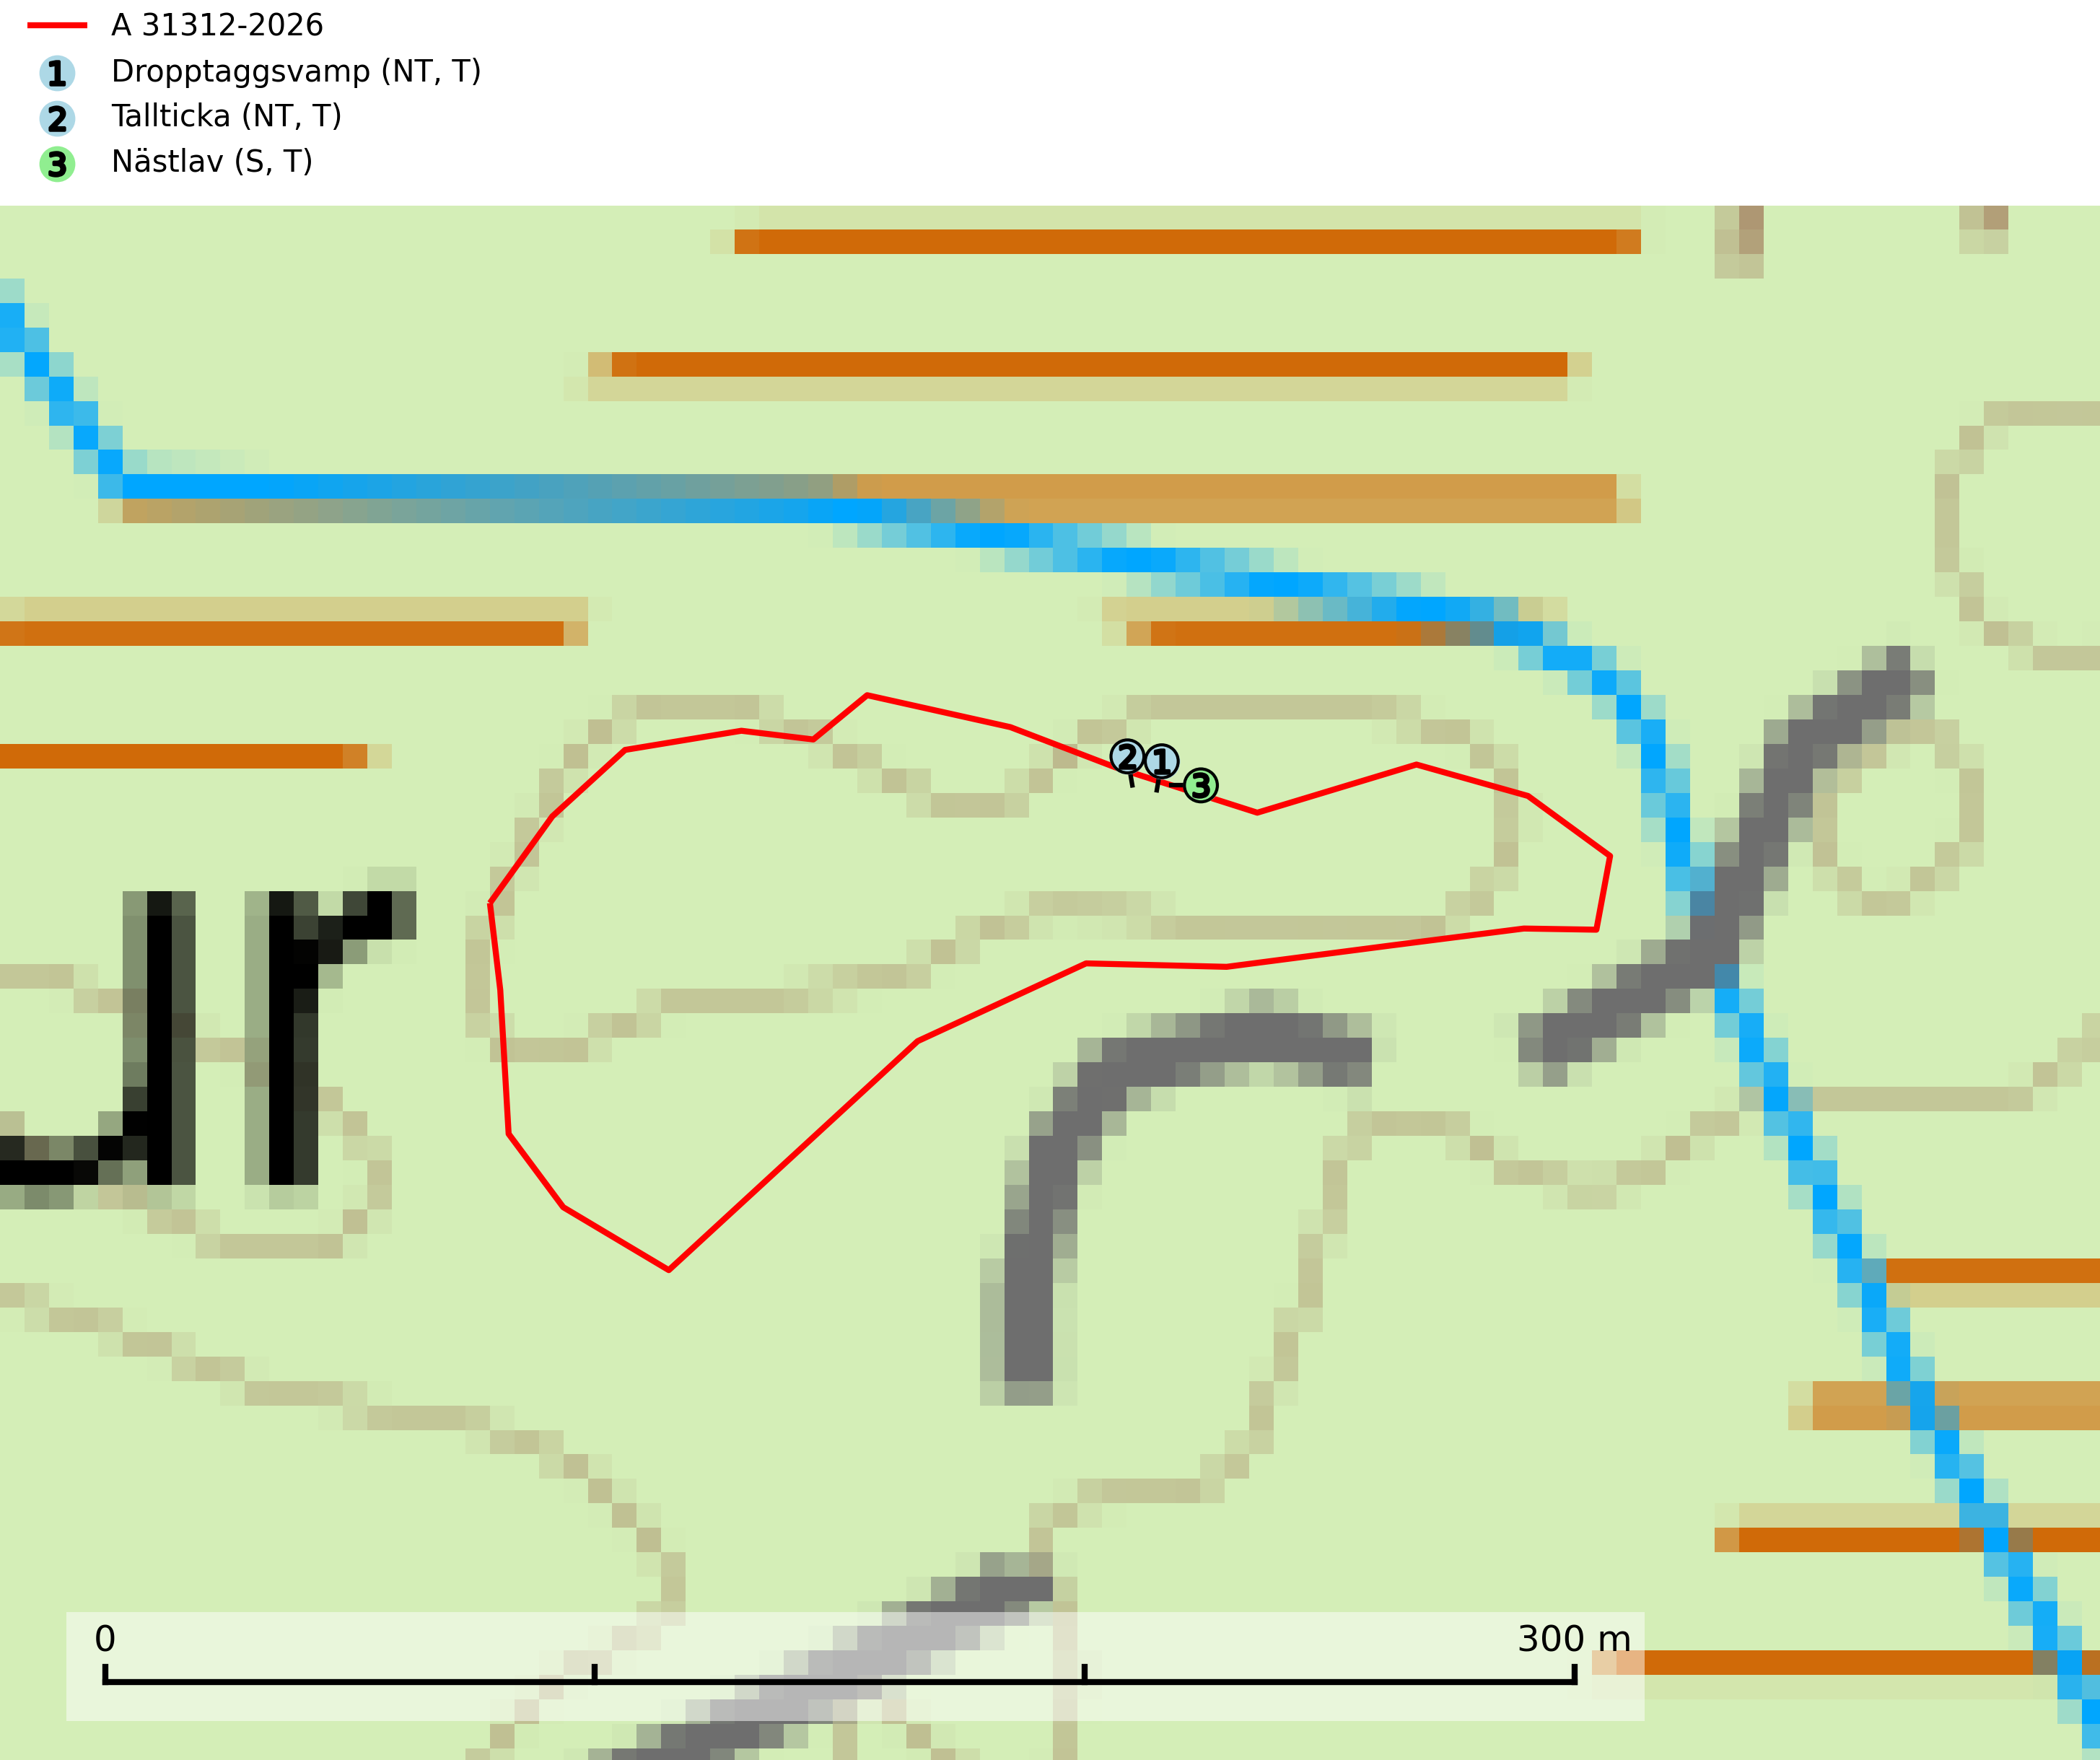 A 31312-2026
1 Dropptaggsvamp (NT, T)
2 Tallticka (NT, T)
3 Nästlav (S, T)
2 1
3
0 300 m